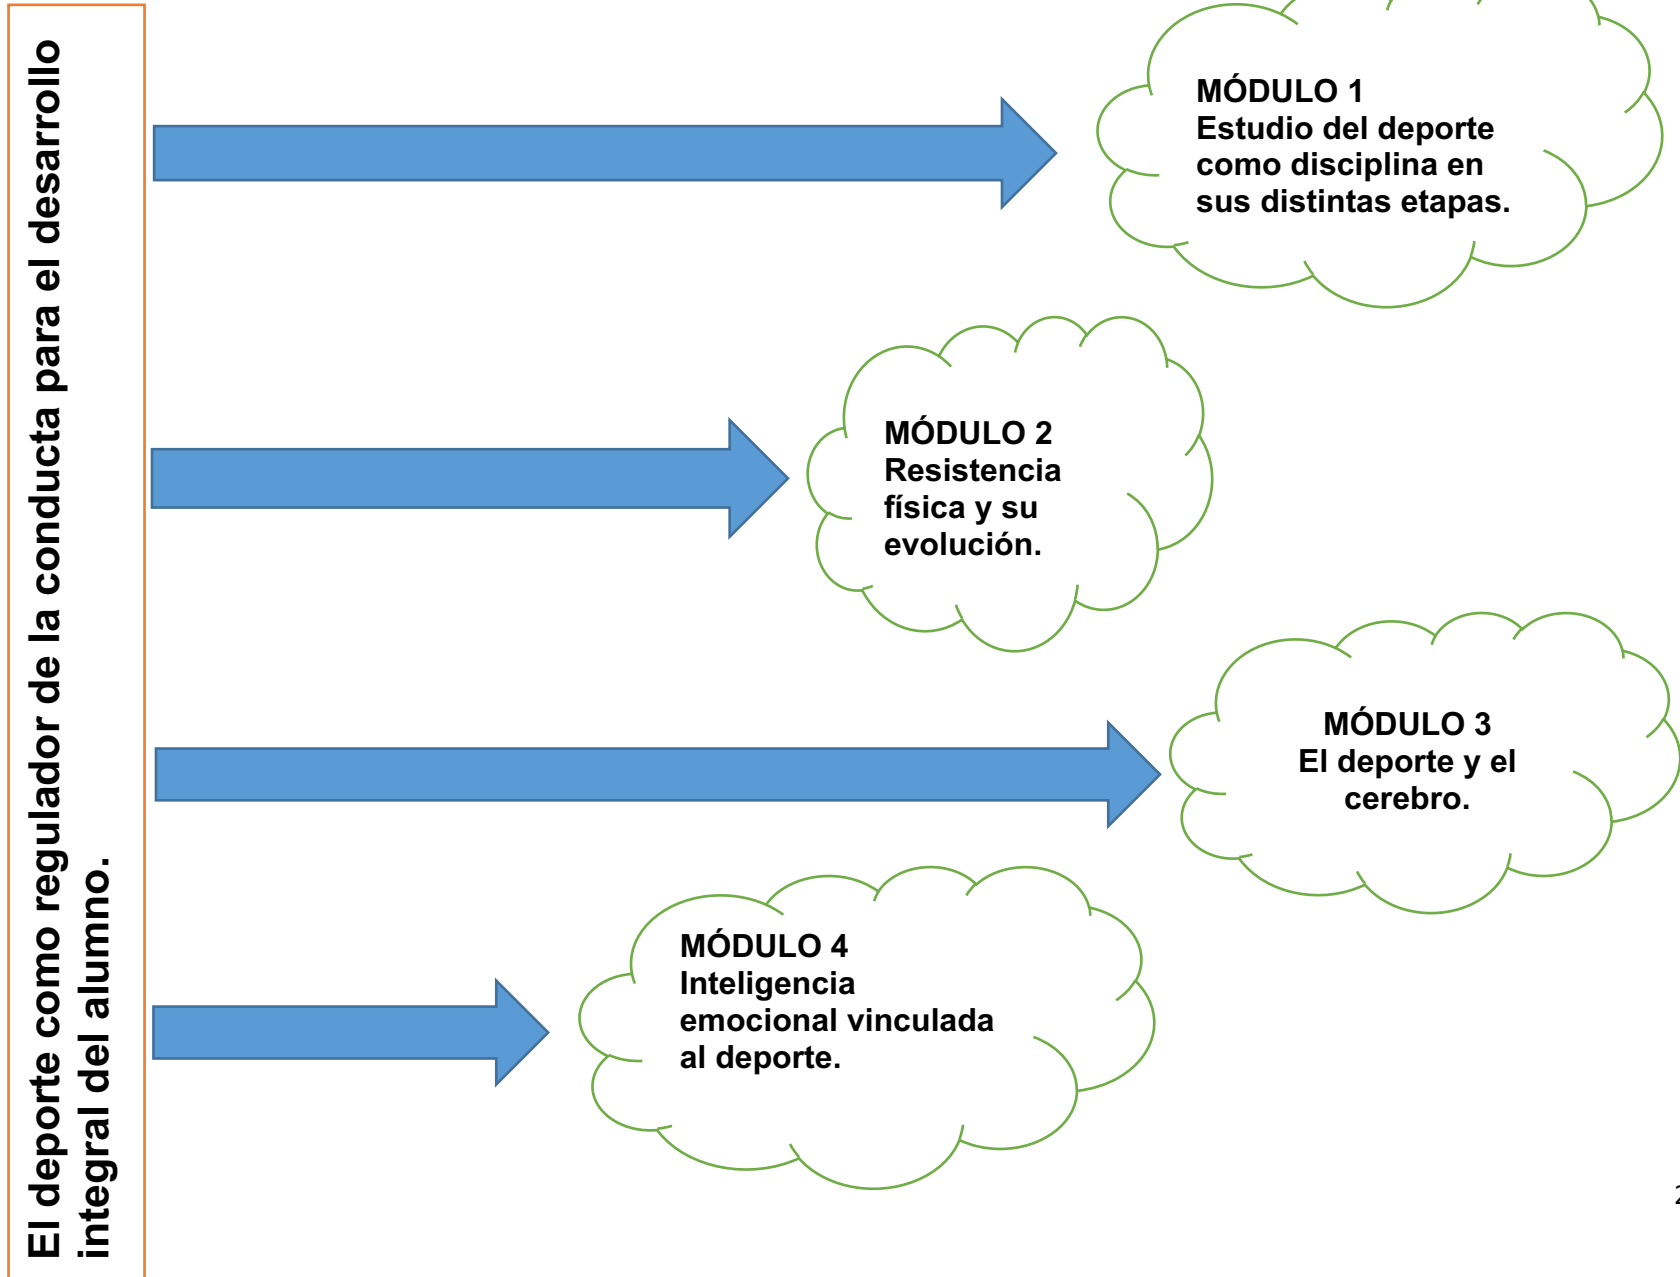 El deporte como regulador de la conducta para el desarrollo
integral del alumno.
MÓDULO 1
Estudio del deporte
como disciplina en
sus distintas etapas.
MÓDULO 2
Resistencia
física y su
evolución.
MÓDULO 3
El deporte y el
cerebro.
MÓDULO 4
Inteligencia
emocional vinculada
al deporte.